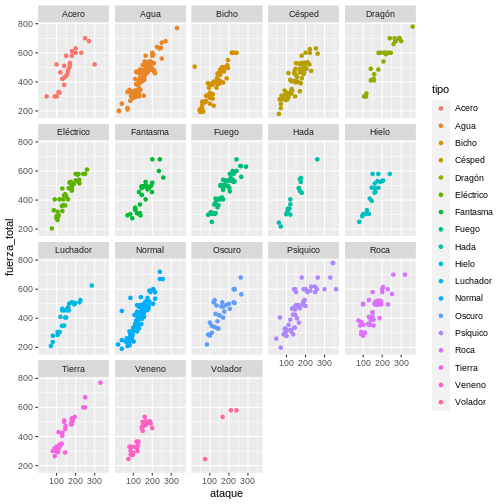 Acero Agua Bicho Césped Dragón
800
600
400
200
Eléctrico Fantasma Fuego Hada Hielo
800
600
400
200
Luchador Normal Oscuro Psíquico Roca
800
600
400
200
100 200 300 100 200 300
Tierra Veneno Volador
800
600
400
200
100 200 300 100 200 300 100 200 300
ataque
fuerza_total
tipo
Acero
Agua
Bicho
Césped
Dragón
Eléctrico
Fantasma
Fuego
Hada
Hielo
Luchador
Normal
Oscuro
Psíquico
Roca
Tierra
Veneno
Volador